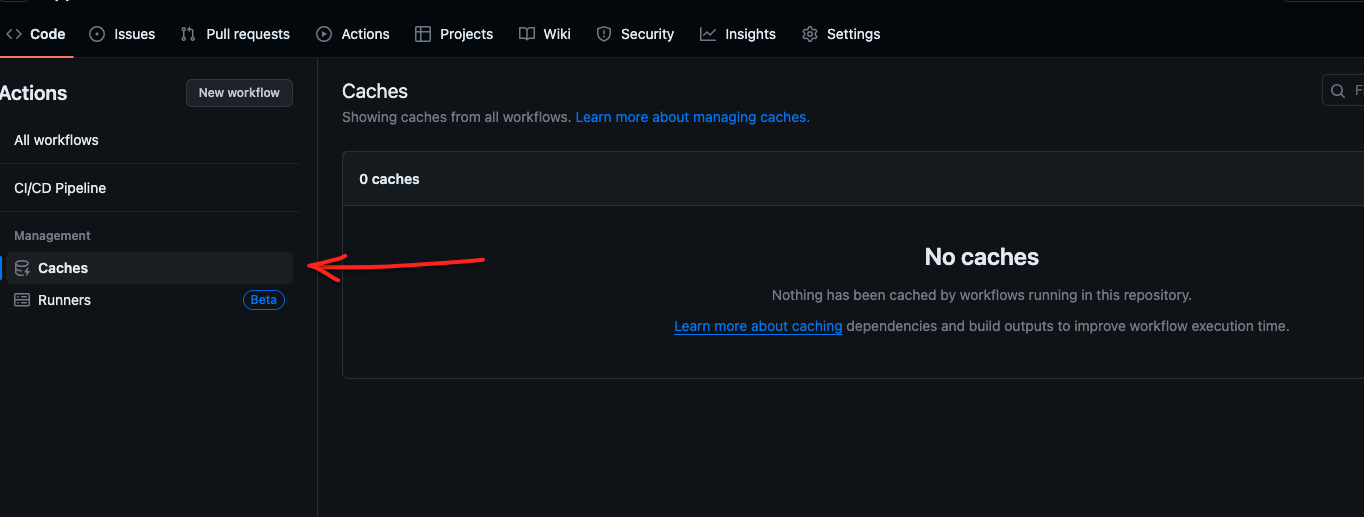 Code Issues Pull requests Actions Projects Wiki Security Insights Settings
Actions
New workflow
All workflows
CI/CD Pipeline
Management
Caches
Runners Beta
Caches
Showing caches from all workflows. Learn more about managing caches.
0 caches
No caches
Nothing has been cached by workflows running in this repository.
Learn more about caching dependencies and build outputs to improve workflow execution time.